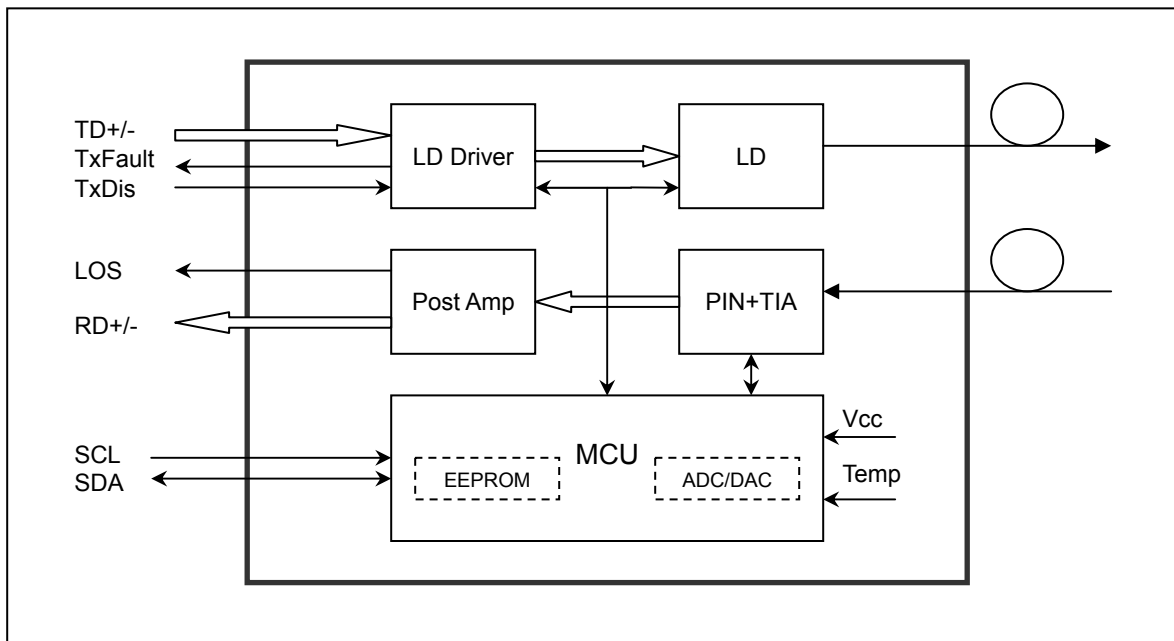 TD+/-
TxFault
TxDis
LD Driver
LD
LOS
RD+/-
Post Amp
PIN+TIA
SCL
SDA
MCU
EEPROM
ADC/DAC
Vcc
Temp